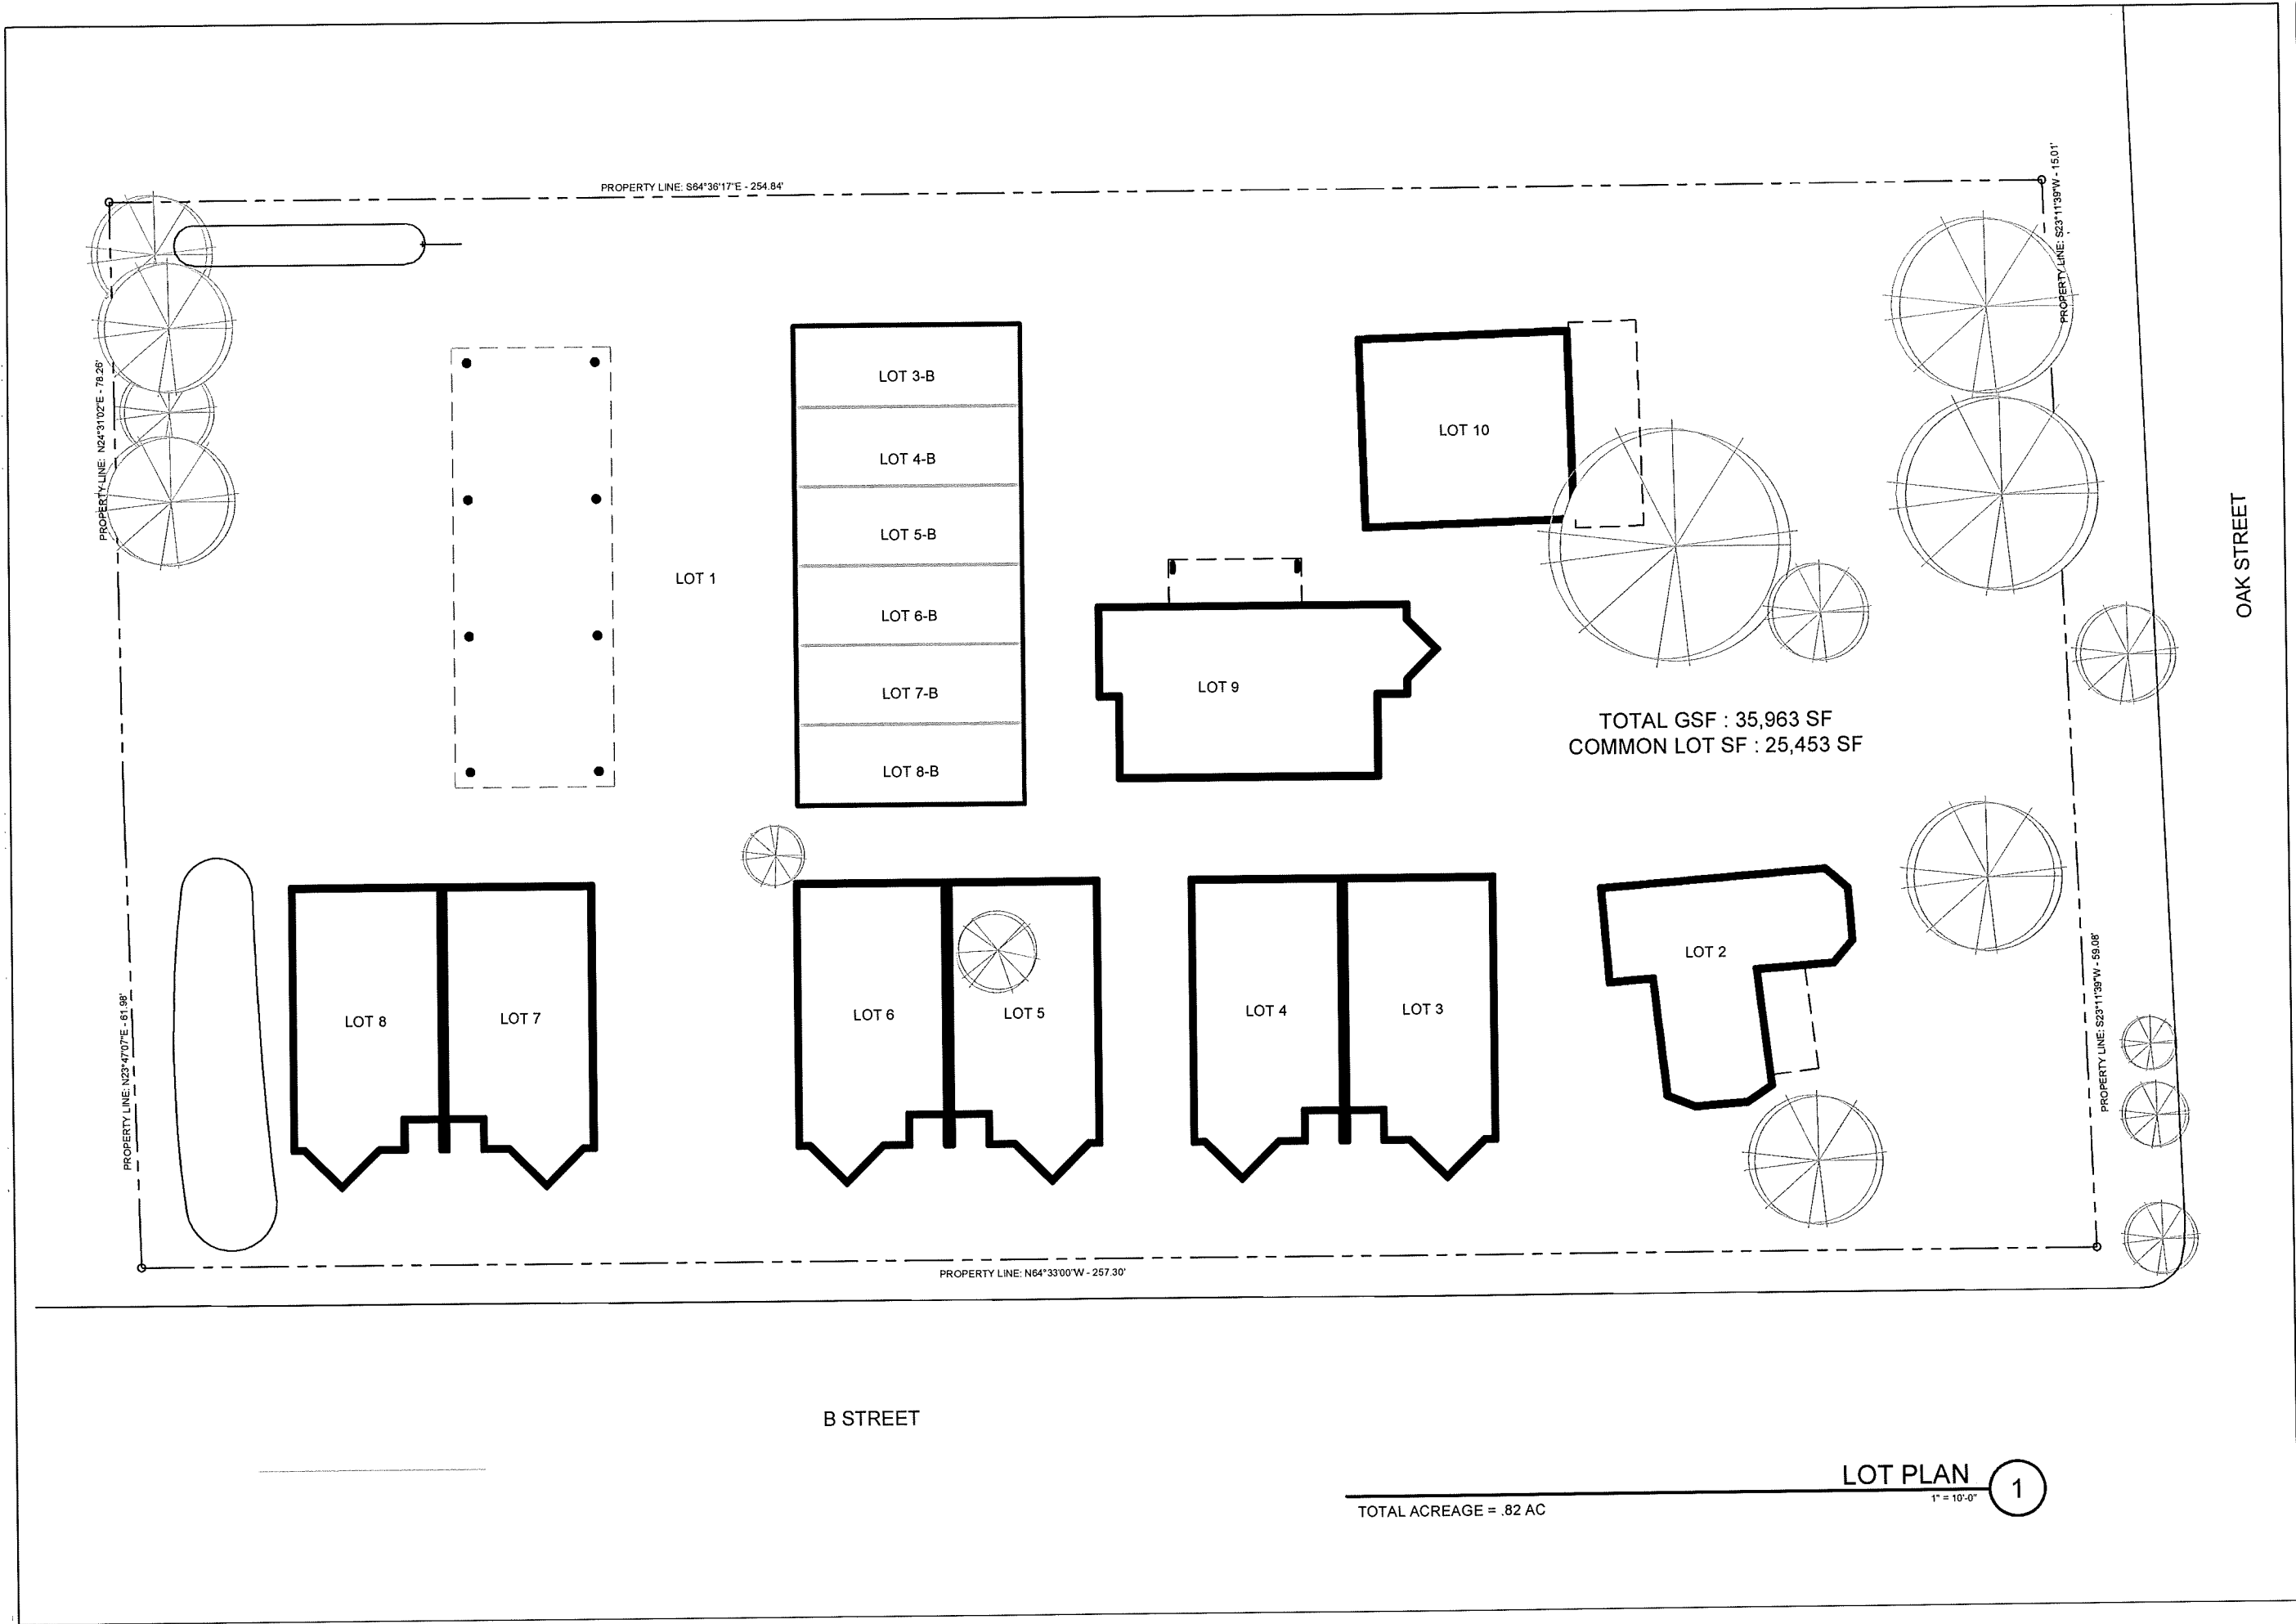 PROPERTY LINE: S64°36'17"E - 254.84'
PROPERTY LINE: S23°11'39"W - 15.01'
PROPERTY LINE: N24°31'02"E - 78.26'
LOT 3-B
LOT 4-B
LOT 5-B
LOT 6-B
LOT 7-B
LOT 8-B
LOT 10
OAK STREET
LOT 1
LOT 9
TOTAL GSF : 35,963 SF
COMMON LOT SF : 25,453 SF
PROPERTY LINE: N23°47'07"E - 61.98'
LOT 8
LOT 7
LOT 6
LOT 5
LOT 4
LOT 3
LOT 2
PROPERTY LINE: S23°11'39"W - 59.08'
PROPERTY LINE: N64°33'00"W - 257.30'
B STREET
LOT PLAN
1
1" = 10'-0"
TOTAL ACREAGE = .82 AC